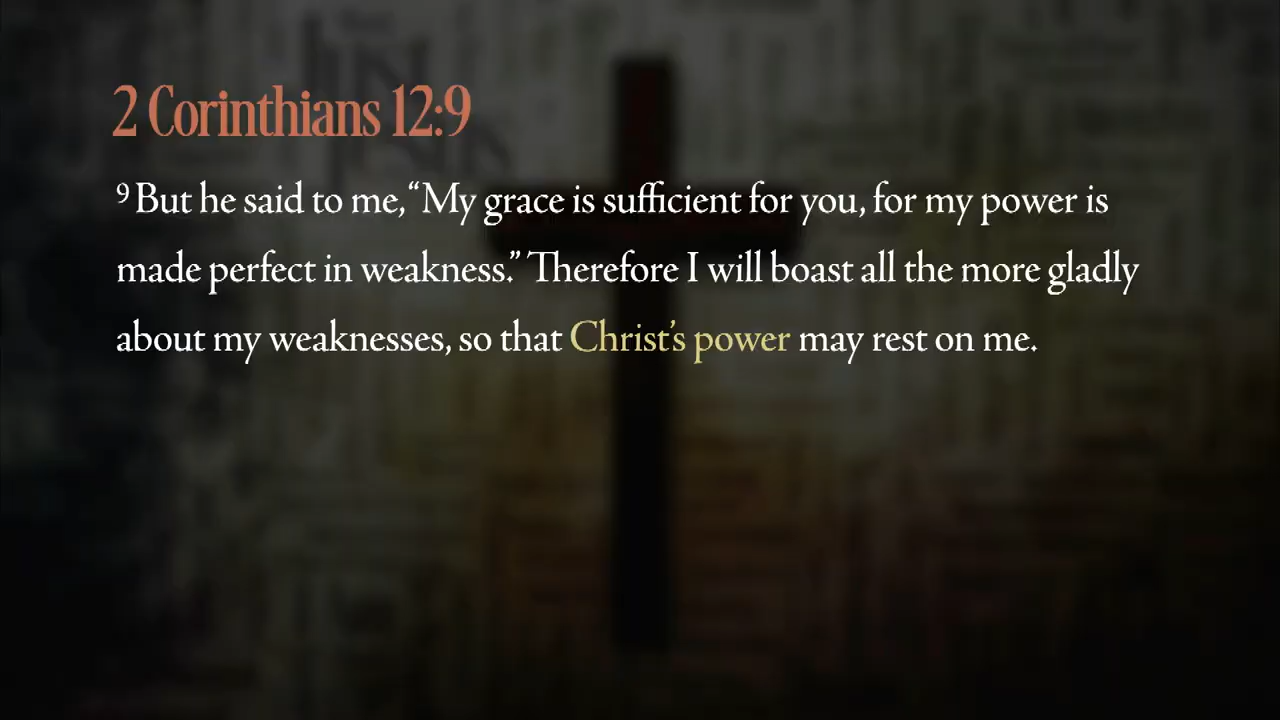 2 Corinthians 12:9
9 But he said to me, “My grace is sufficient for you, for my power is
made perfect in weakness.” Therefore I will boast all the more gladly
about my weaknesses, so that Christ’s power may rest on me.